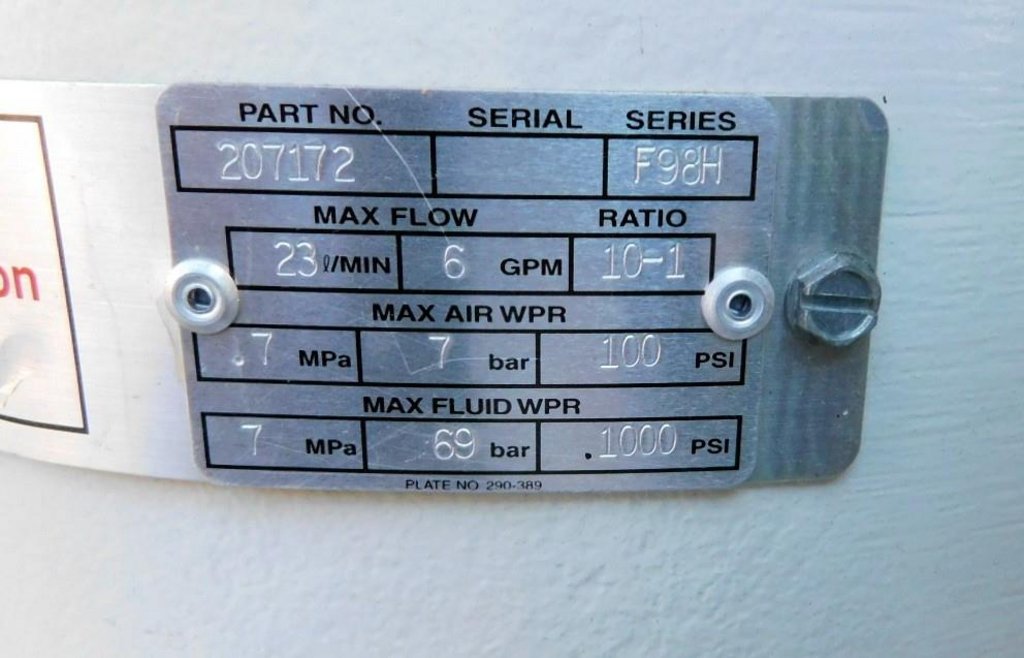 PART NO. SERIAL SERIES
207172 F98H
MAX FLOW RATIO
23 ℓ/MIN 6 GPM 10-1
MAX AIR WPR
.7 MPa 7 bar 100 PSI
MAX FLUID WPR
7 MPa 69 bar .1000 PSI
PLATE NO 290-389
on